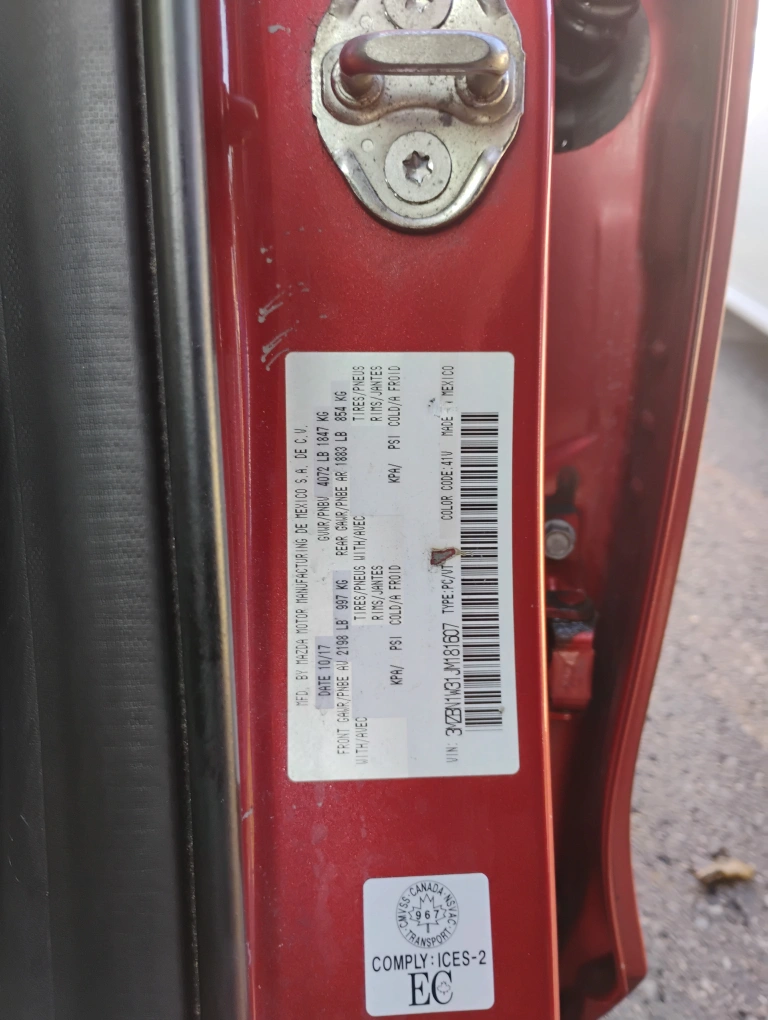 MFD. BY MAZDA MOTOR MANUFACTURING DE MEXICO S.A. DE C.V.
DATE 10/17 GVWR/PNBV 4072 LB 1847 KG
FRONT GAWR/PNBE AV 2198 LB 997 KG REAR GAWR/PNBE AR 1883 LB 854 KG
WITH/AVEC TIRES/PNEUS WITH/AVEC TIRES/PNEUS
RIMS/JANTES RIMS/JANTES
KPA/ PSI COLD/A FROID KPA/ PSI COLD/A FROID
VIN: 3MZBN1W31JM181607 TYPE:PC/VT COLOR CODE:41V MADE MEXICO
CMVSS · CANADA · NSVAC
967
TRANSPORT
COMPLY:ICES-2
EC